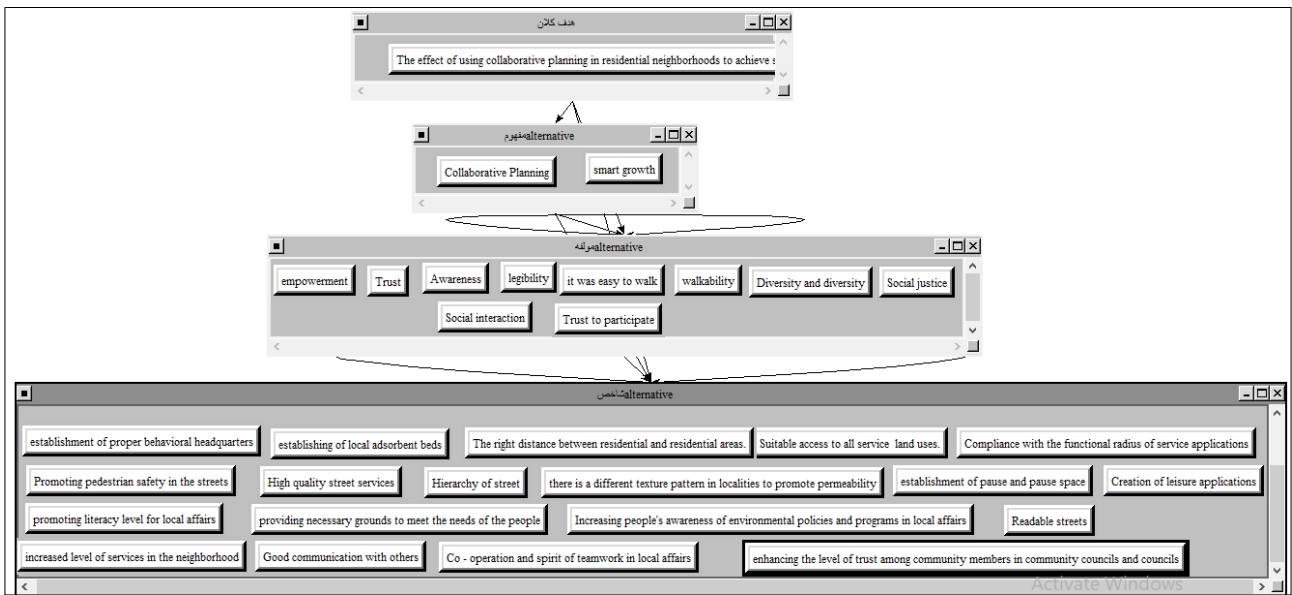 هدف کلان
The effect of using collaborative planning in residential neighborhoods to achieve s
مفهومalternative
Collaborative Planning
smart growth
مولفهalternative
empowerment
Trust
Awareness
legibility
it was easy to walk
walkability
Diversity and diversity
Social justice
Social interaction
Trust to participate
شاخصalternative
establishment of proper behavioral headquarters
establishing of local adsorbent beds
The right distance between residential and residential areas.
Suitable access to all service land uses.
Compliance with the functional radius of service applications
Promoting pedestrian safety in the streets
High quality street services
Hierarchy of street
there is a different texture pattern in localities to promote permeability
establishment of pause and pause space
Creation of leisure applications
promoting literacy level for local affairs
providing necessary grounds to meet the needs of the people
Increasing people's awareness of environmental policies and programs in local affairs
Readable streets
increased level of services in the neighborhood
Good communication with others
Co - operation and spirit of teamwork in local affairs
enhancing the level of trust among community members in community councils and councils
Activate Windows